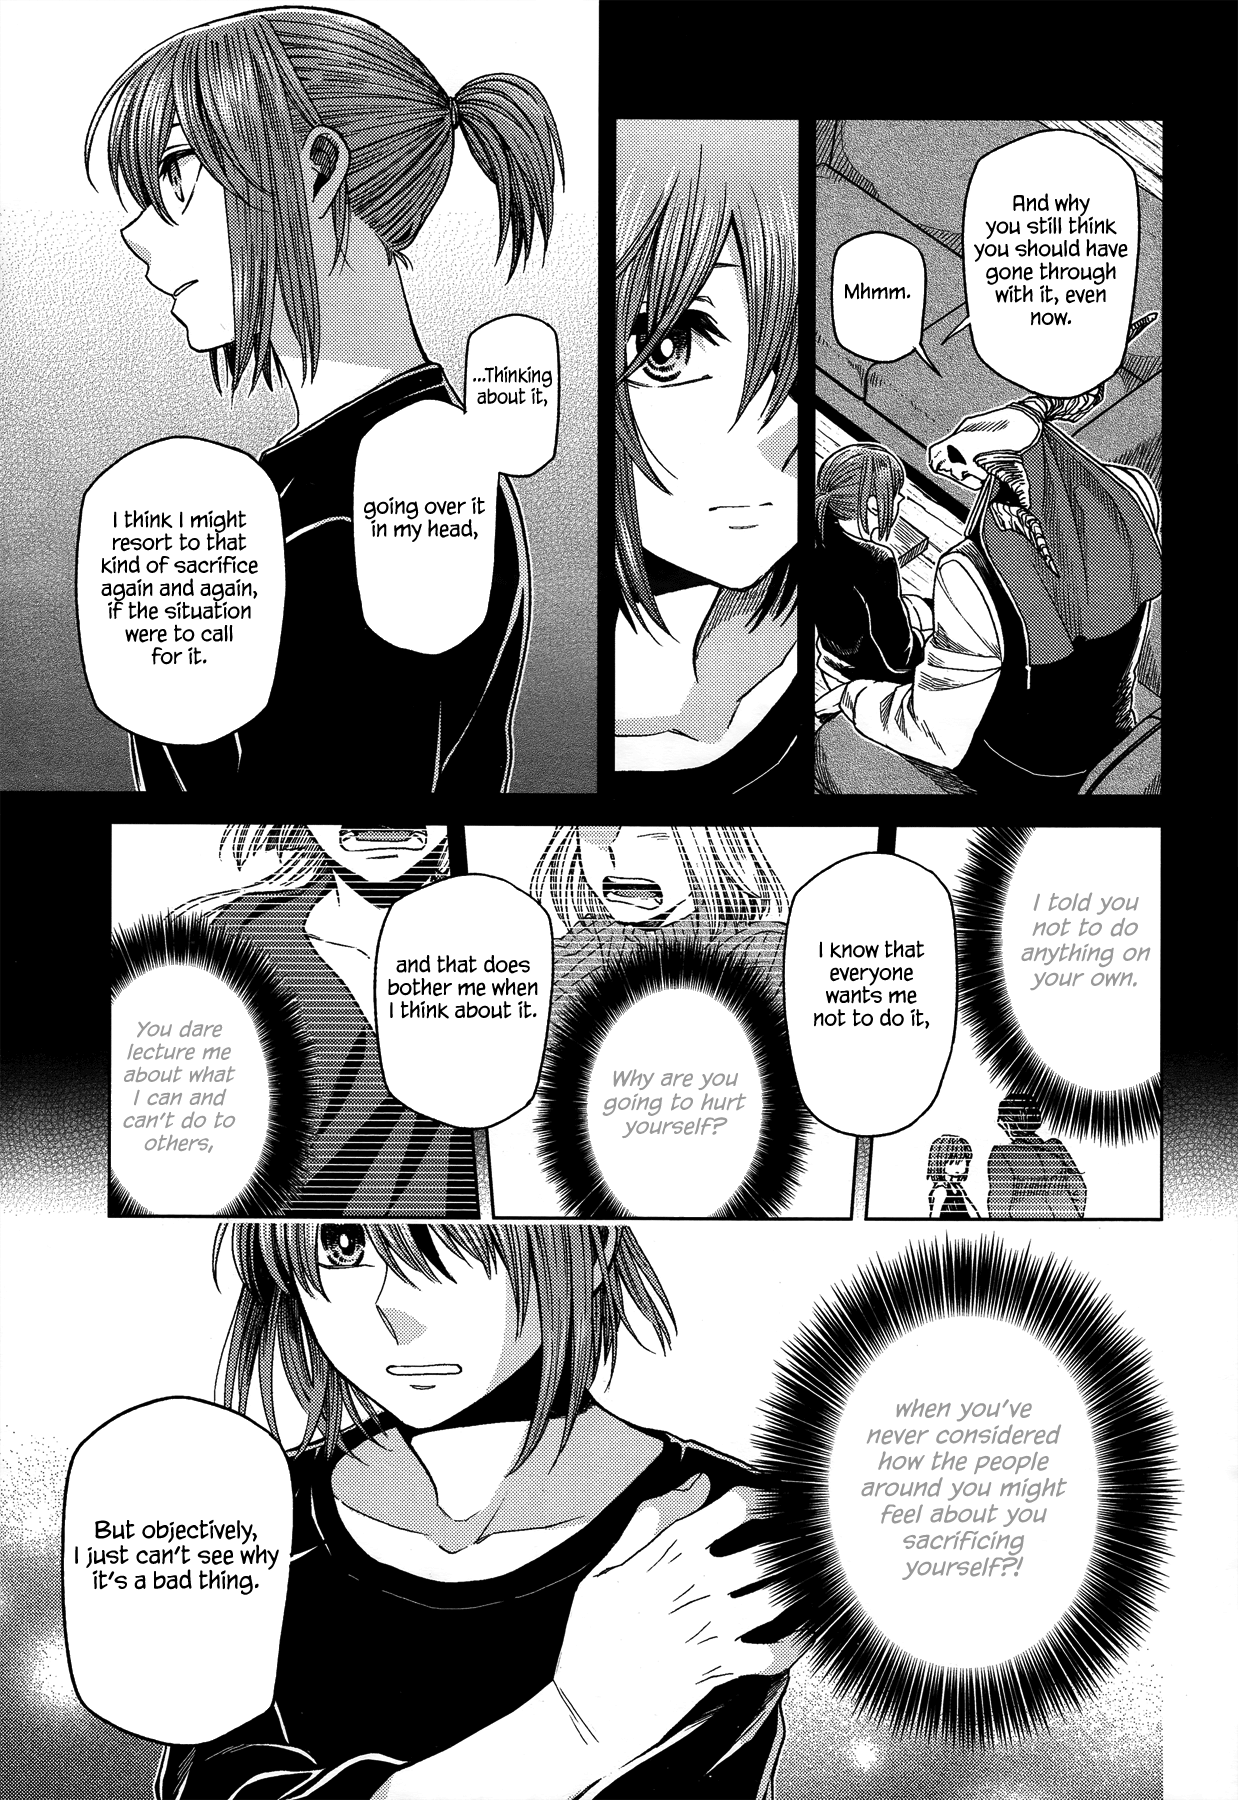 And why
you still think
you should have
gone through
with it, even
now.
Mhmm.
...Thinking
about it,
going over it
in my head,
I think I might
resort to that
kind of sacrifice
again and again,
if the situation
were to call
for it.
I told you
not to do
anything on
your own.
I know that
everyone
wants me
not to do it,
Why are you
going to hurt
yourself?
and that does
bother me when
I think about it.
You dare
lecture me
about what
I can and
can't do to
others,
when you've
never considered
how the people
around you might
feel about you
sacrificing
yourself?!
But objectively,
I just can't see why
it's a bad thing.